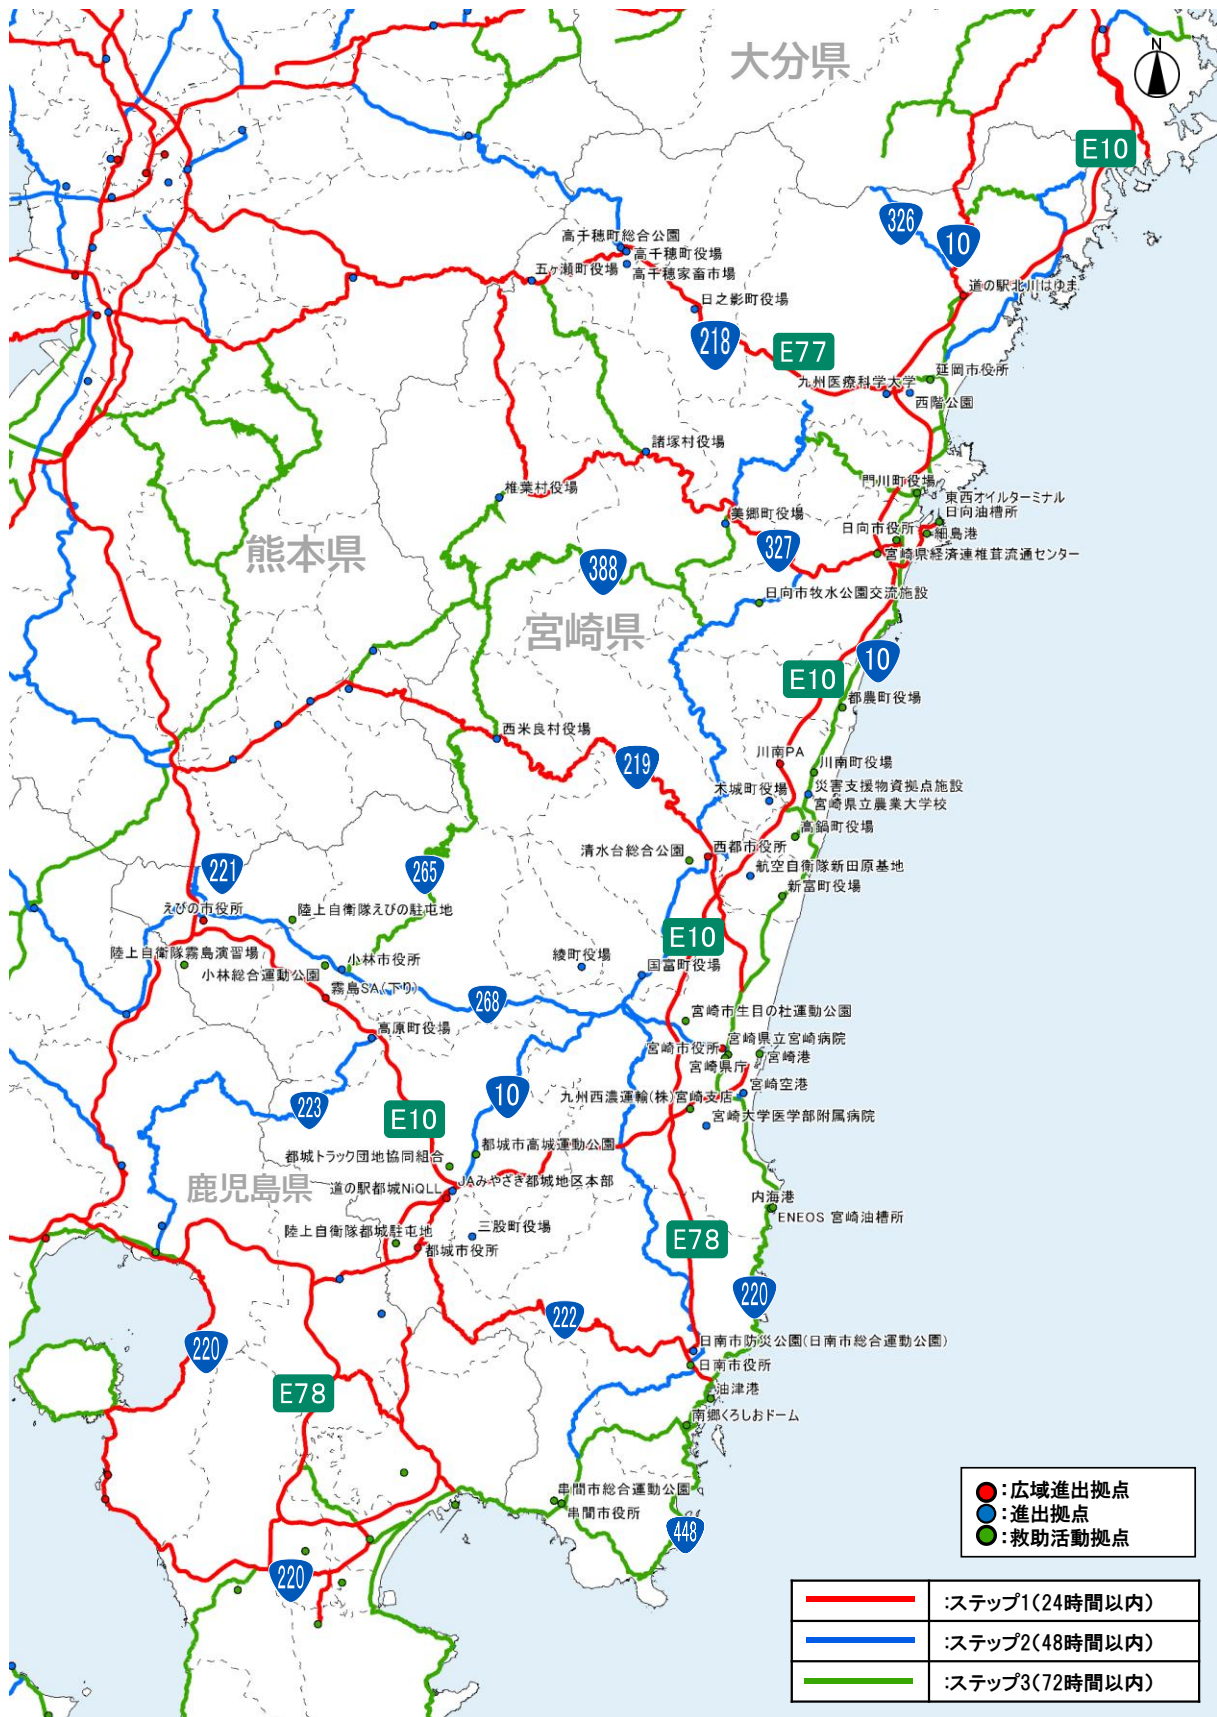 大分県
N
E10
326
10
高千穂町総合公園
高千穂町役場
五ヶ瀬町役場
高千穂家畜市場
道の駅北川はゆま
日之影町役場
218
E77
延岡市役所
九州医療科学大学
西階公園
諸塚村役場
門川町役場
椎葉村役場
東西オイルターミナル
日向油槽所
美郷町役場
日向市役所
細島港
熊本県
327
宮崎県経済連椎茸流通センター
388
日向市牧水公園交流施設
宮崎県
10
E10
都農町役場
西米良村役場
川南PA
219
川南町役場
災害支援物資拠点施設
木城町役場
宮崎県立農業大学校
高鍋町役場
清水台総合公園
西都市役所
221
265
航空自衛隊新田原基地
新富町役場
えびの市役所
陸上自衛隊えびの駐屯地
E10
陸上自衛隊霧島演習場
小林市役所
綾町役場
国富町役場
小林総合運動公園
霧島SA(下り)
268
宮崎市生目の杜運動公園
高原町役場
宮崎県立宮崎病院
宮崎市役所
宮崎港
宮崎県庁
宮崎空港
10
九州西濃運輸(株)宮崎支店
223
E10
宮崎大学医学部附属病院
都城市高城運動公園
都城トラック団地協同組合
JAみやざき都城地区本部
鹿児島県
道の駅都城NiQLL
内海港
ENEOS 宮崎油槽所
陸上自衛隊都城駐屯地
三股町役場
都城市役所
E78
220
222
220
日南市防災公園(日南市総合運動公園)
日南市役所
E78
油津港
南郷くろしおドーム
串間市総合運動公園
串間市役所
448
220
:広域進出拠点
:進出拠点
:救助活動拠点
:ステップ1(24時間以内)
:ステップ2(48時間以内)
:ステップ3(72時間以内)